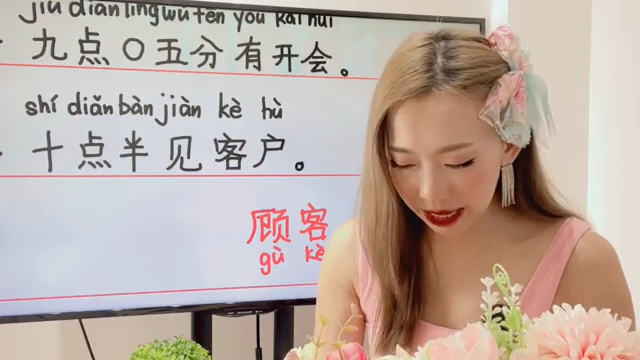 jiǔ diǎn líng wǔ fēn yǒu kāi huì
九点〇五分有开会。
shí diǎn bàn jiàn kè hù
十点半见客户。
顾客
gù kè